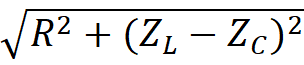 √(R² + (Z_L − Z_C)²)